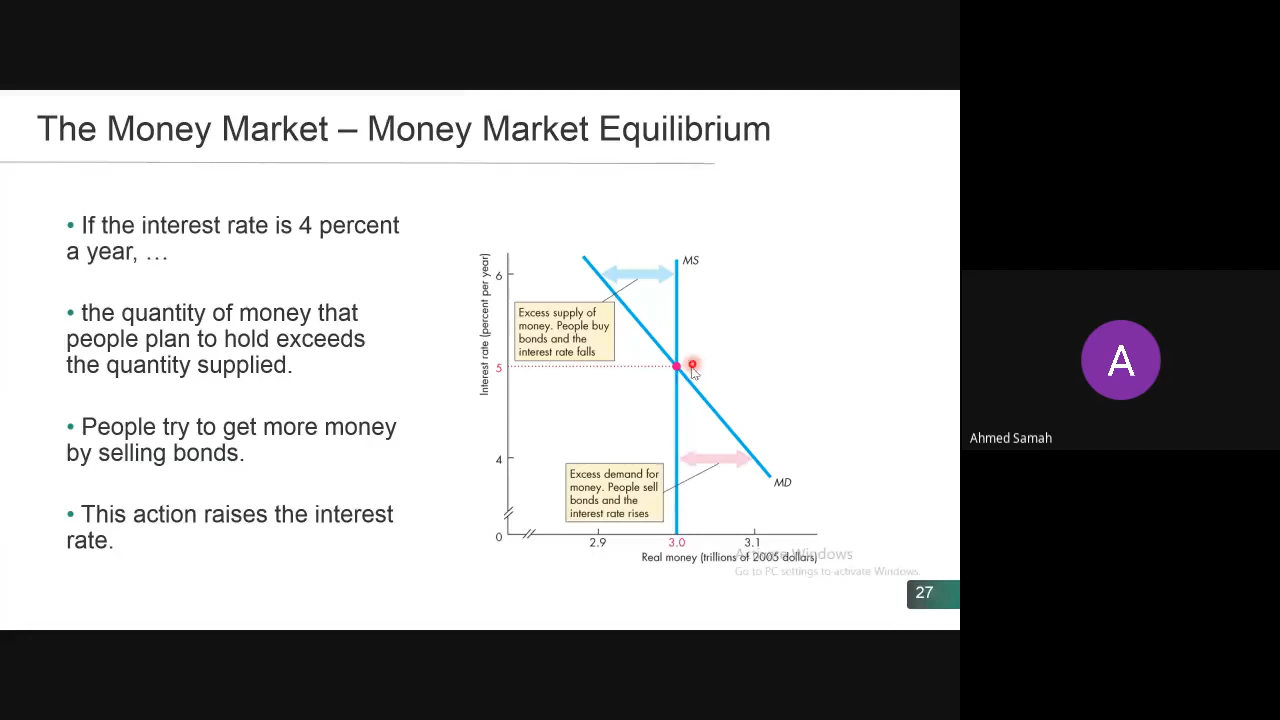 The Money Market – Money Market Equilibrium
• If the interest rate is 4 percent
a year, …
• the quantity of money that
people plan to hold exceeds
the quantity supplied.
• People try to get more money
by selling bonds.
• This action raises the interest
rate.
Interest rate (percent per year)
6
5
4
0
MS
Excess supply of
money. People buy
bonds and the
interest rate falls
Excess demand for
money. People sell
bonds and the
interest rate rises
MD
2.9
3.0
3.1
Real money (trillions of 2005 dollars)
Activate Windows
Go to PC settings to activate Windows.
27
A
Ahmed Samah